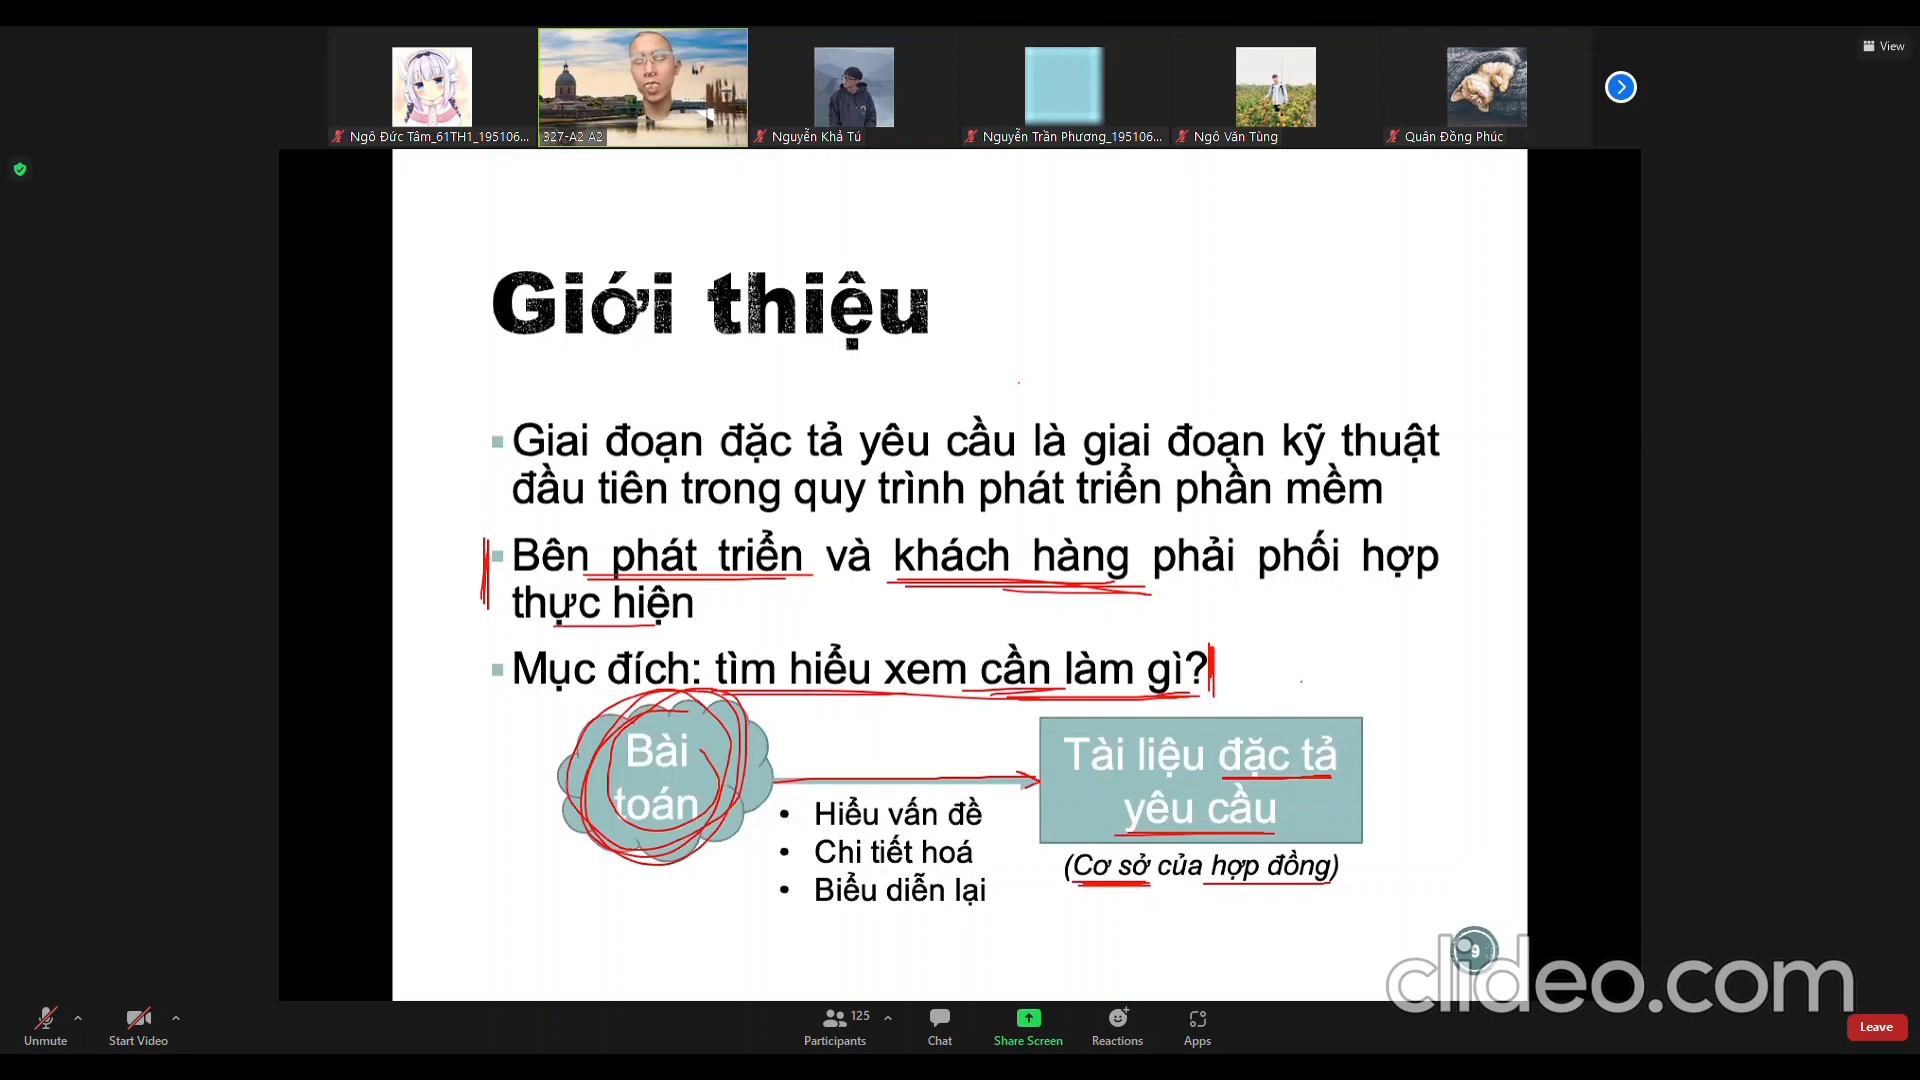 View
Ngô Đức Tâm_61TH1_195106...
327-A2 A2
Nguyễn Khả Tú
Nguyễn Trần Phương_195106...
Ngô Văn Tùng
Quân Đồng Phúc
Giới thiệu
Giai đoạn đặc tả yêu cầu là giai đoạn kỹ thuật
đầu tiên trong quy trình phát triển phần mềm
Bên phát triển và khách hàng phải phối hợp
thực hiện
Mục đích: tìm hiểu xem cần làm gì?
Bài
toán
• Hiểu vấn đề
• Chi tiết hoá
• Biểu diễn lại
Tài liệu đặc tả
yêu cầu
(Cơ sở của hợp đồng)
9
clideo.com
Unmute
Start Video
125
Participants
Chat
Share Screen
Reactions
Apps
Leave